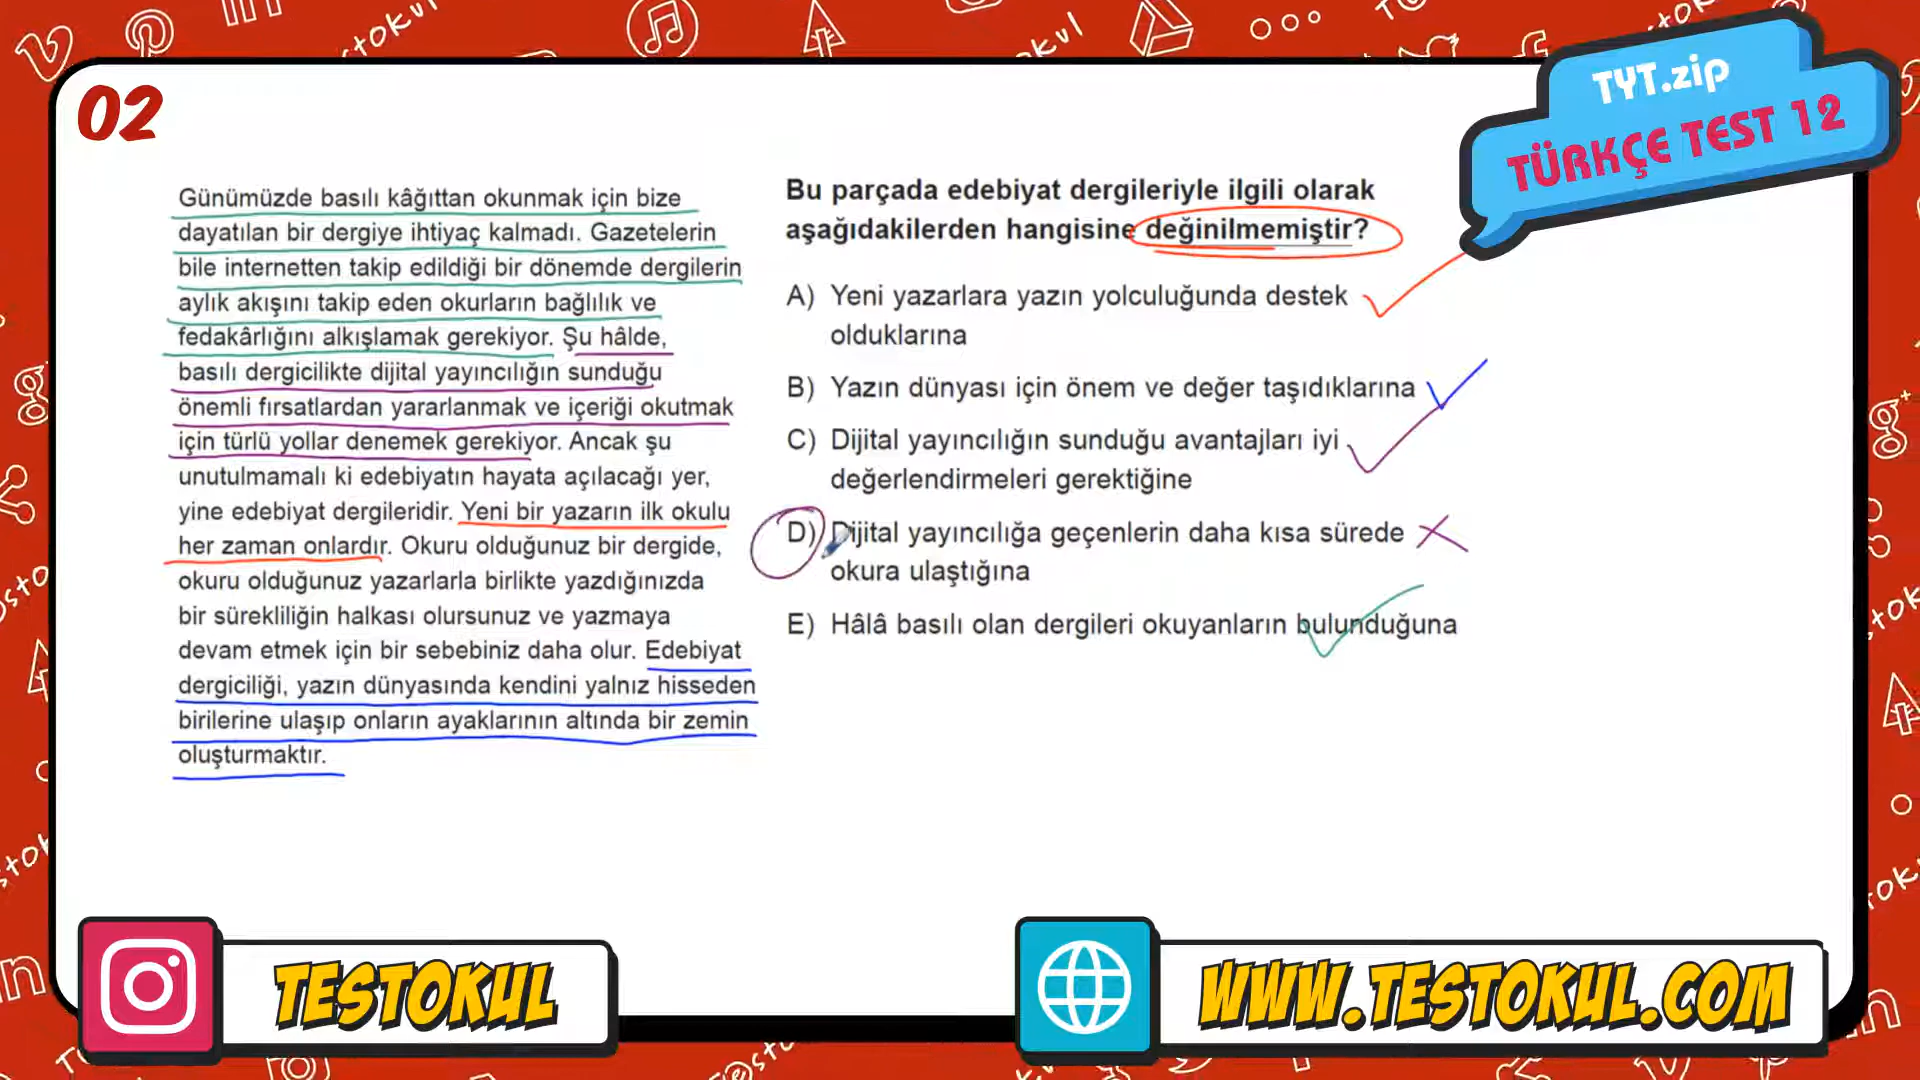 02
TYT.zip
TÜRKÇE TEST 12
Günümüzde basılı kâğıttan okunmak için bize
dayatılan bir dergiye ihtiyaç kalmadı. Gazetelerin
bile internetten takip edildiği bir dönemde dergilerin
aylık akışını takip eden okurların bağlılık ve
fedakârlığını alkışlamak gerekiyor. Şu hâlde,
basılı dergicilikte dijital yayıncılığın sunduğu
önemli fırsatlardan yararlanmak ve içeriği okutmak
için türlü yollar denemek gerekiyor. Ancak şu
unutulmamalı ki edebiyatın hayata açılacağı yer,
yine edebiyat dergileridir. Yeni bir yazarın ilk okulu
her zaman onlardır. Okuru olduğunuz bir dergide,
okuru olduğunuz yazarlarla birlikte yazdığınızda
bir sürekliliğin halkası olursunuz ve yazmaya
devam etmek için bir sebebiniz daha olur. Edebiyat
dergiciliği, yazın dünyasında kendini yalnız hisseden
birilerine ulaşıp onların ayaklarının altında bir zemin
oluşturmaktır.
Bu parçada edebiyat dergileriyle ilgili olarak
aşağıdakilerden hangisine değinilmemiştir?
A) Yeni yazarlara yazın yolculuğunda destek
olduklarına
B) Yazın dünyası için önem ve değer taşıdıklarına
C) Dijital yayıncılığın sunduğu avantajları iyi
değerlendirmeleri gerektiğine
D) Dijital yayıncılığa geçenlerin daha kısa sürede
okura ulaştığına
E) Hâlâ basılı olan dergileri okuyanların bulunduğuna
TESTOKUL
WWW.TESTOKUL.COM